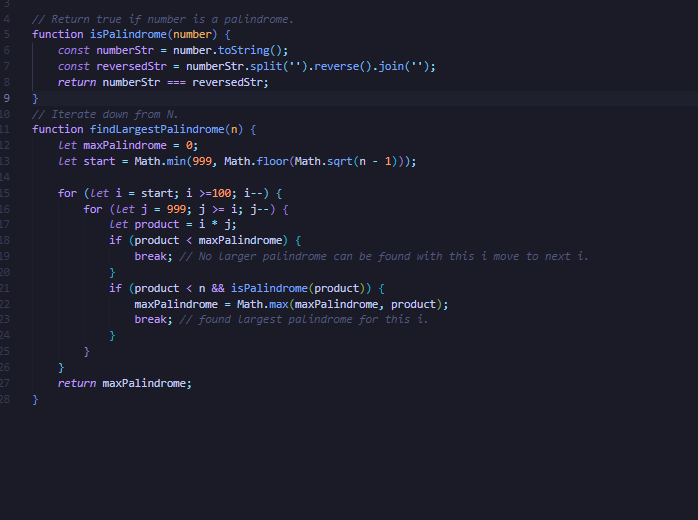 3
4 // Return true if number is a palindrome.
5 function isPalindrome(number) {
6 const numberStr = number.toString();
7 const reversedStr = numberStr.split('').reverse().join('');
8 return numberStr === reversedStr;
9 }
10 // Iterate down from N.
11 function findLargestPalindrome(n) {
12 let maxPalindrome = 0;
13 let start = Math.min(999, Math.floor(Math.sqrt(n - 1)));
14
15 for (let i = start; i >=100; i--) {
16 for (let j = 999; j >= i; j--) {
17 let product = i * j;
18 if (product < maxPalindrome) {
19 break; // No larger palindrome can be found with this i move to next i.
20 }
21 if (product < n && isPalindrome(product)) {
22 maxPalindrome = Math.max(maxPalindrome, product);
23 break; // found largest palindrome for this i.
24 }
25 }
26 }
27 return maxPalindrome;
28 }